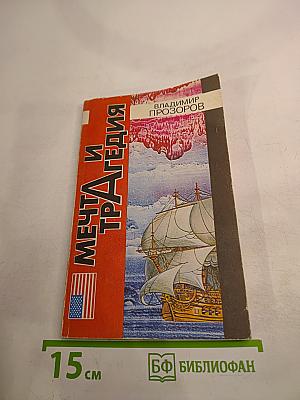 ВЛАДИМИР
ПРОЗОРОВ
МЕЧТА И
ТРАГЕДИЯ
15 см
БФ БИБЛИОФАН